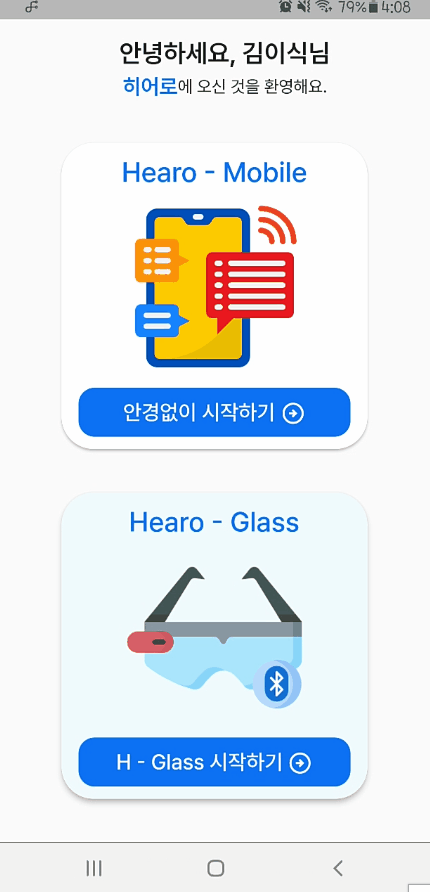 79% 4:08
안녕하세요, 김이식님
히어로에 오신 것을 환영해요.
Hearo - Mobile
안경없이 시작하기
Hearo - Glass
H - Glass 시작하기